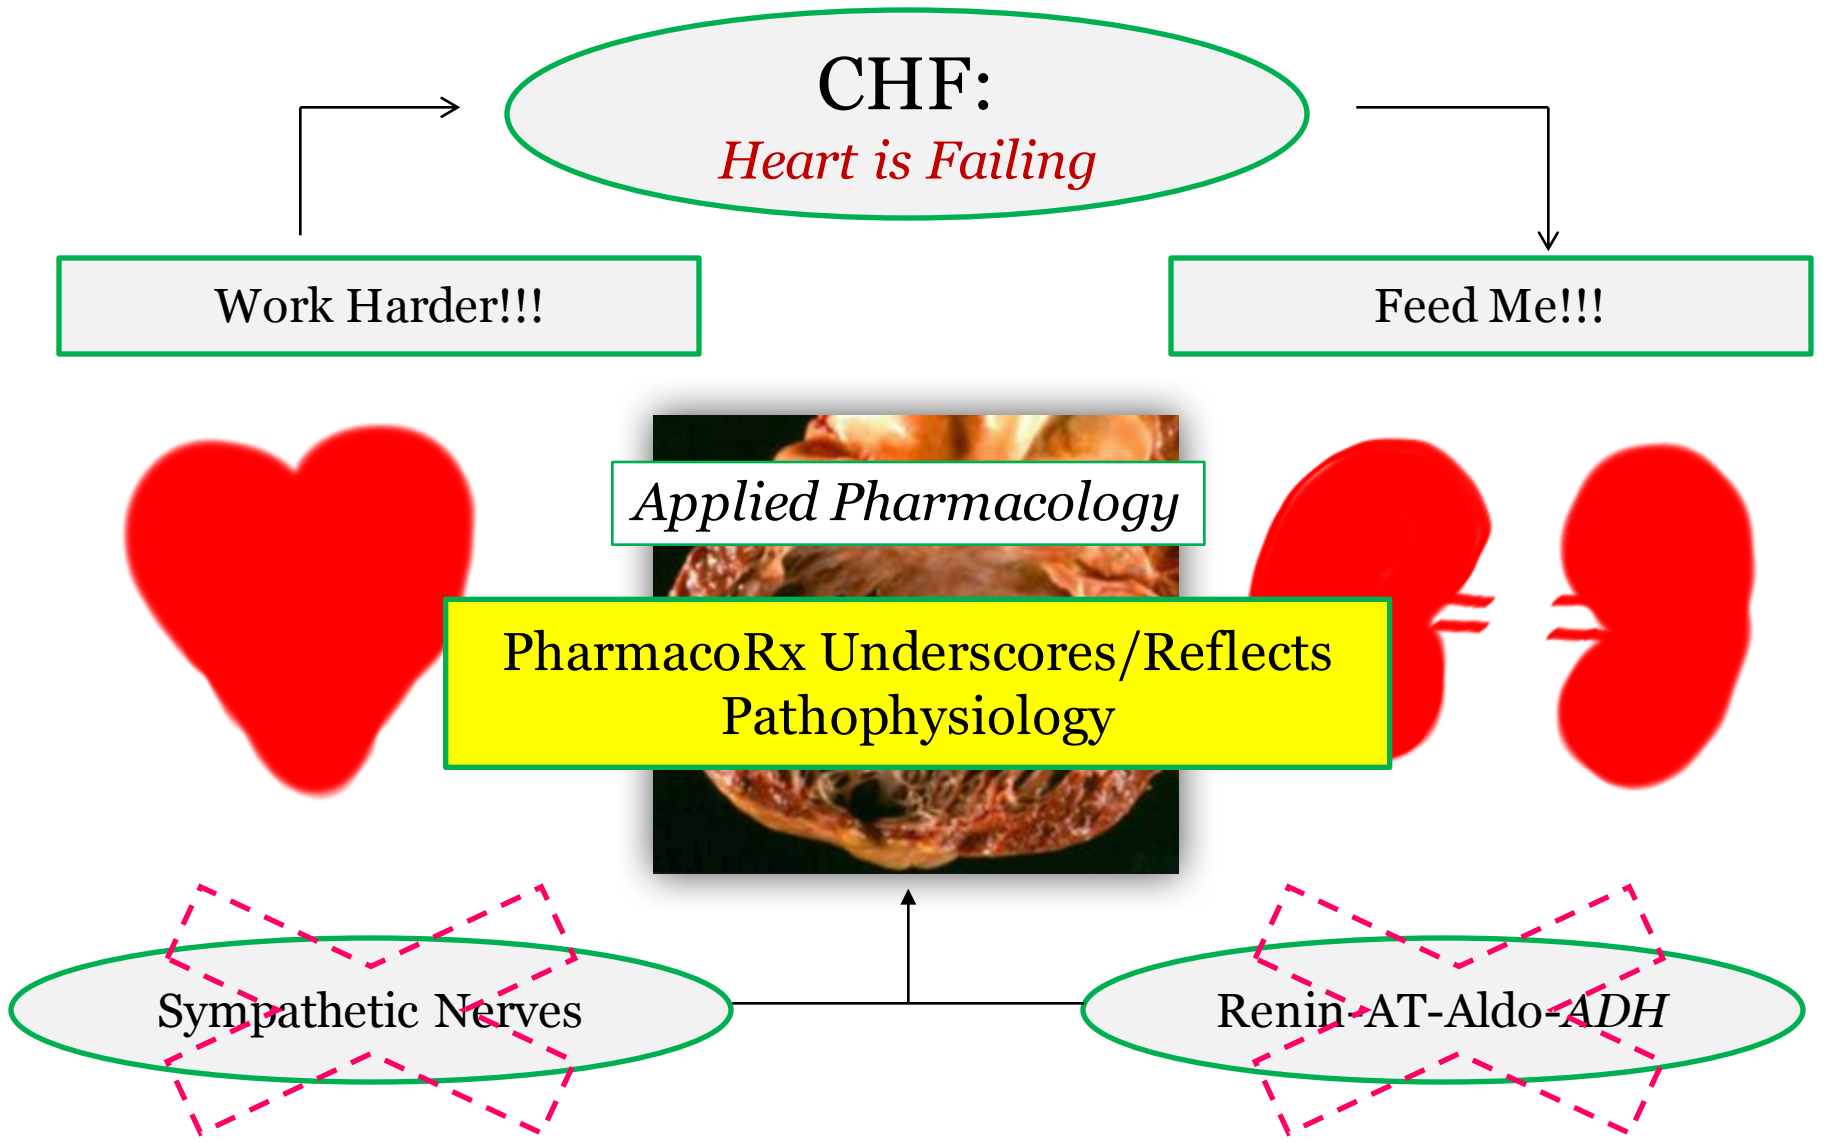 CHF:
Heart is Failing
Work Harder!!!
Feed Me!!!
Applied Pharmacology
PharmacoRx Underscores/Reflects
Pathophysiology
Sympathetic Nerves
Renin-AT-Aldo-ADH